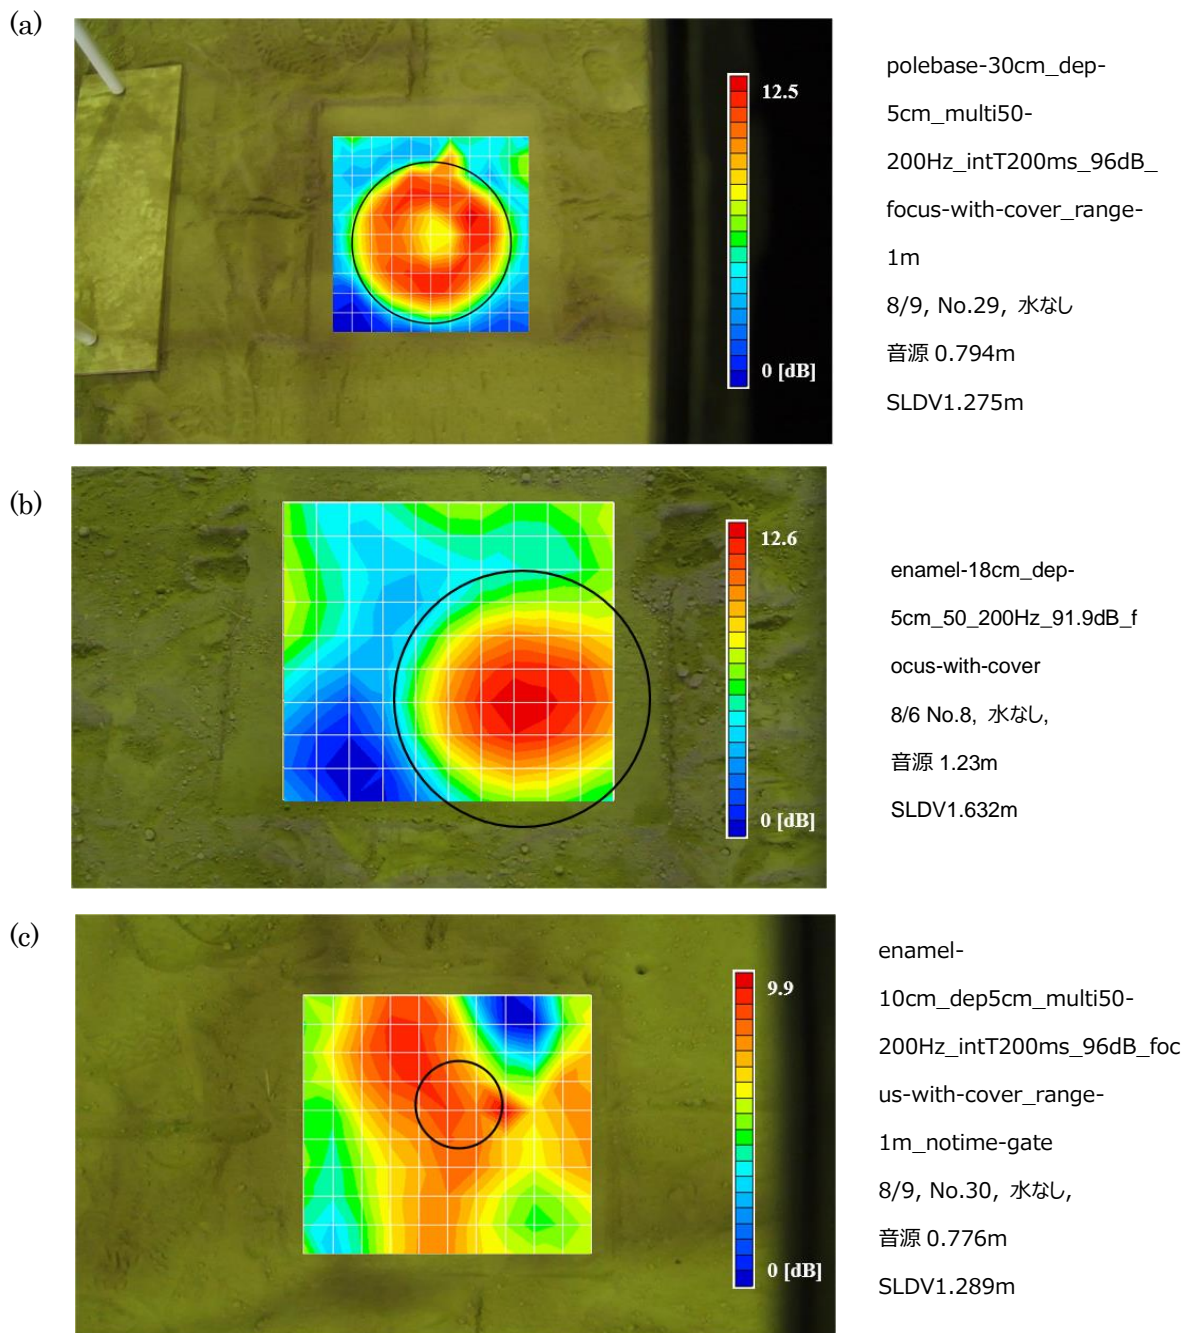 (a)
12.5
0 [dB]
polebase-30cm_dep-
5cm_multi50-
200Hz_intT200ms_96dB_
focus-with-cover_range-
1m
8/9, No.29, 水なし
音源 0.794m
SLDV1.275m
(b)
12.6
0 [dB]
enamel-18cm_dep-
5cm_50_200Hz_91.9dB_f
ocus-with-cover
8/6 No.8, 水なし,
音源 1.23m
SLDV1.632m
(c)
9.9
0 [dB]
enamel-
10cm_dep5cm_multi50-
200Hz_intT200ms_96dB_foc
us-with-cover_range-
1m_notime-gate
8/9, No.30, 水なし,
音源 0.776m
SLDV1.289m